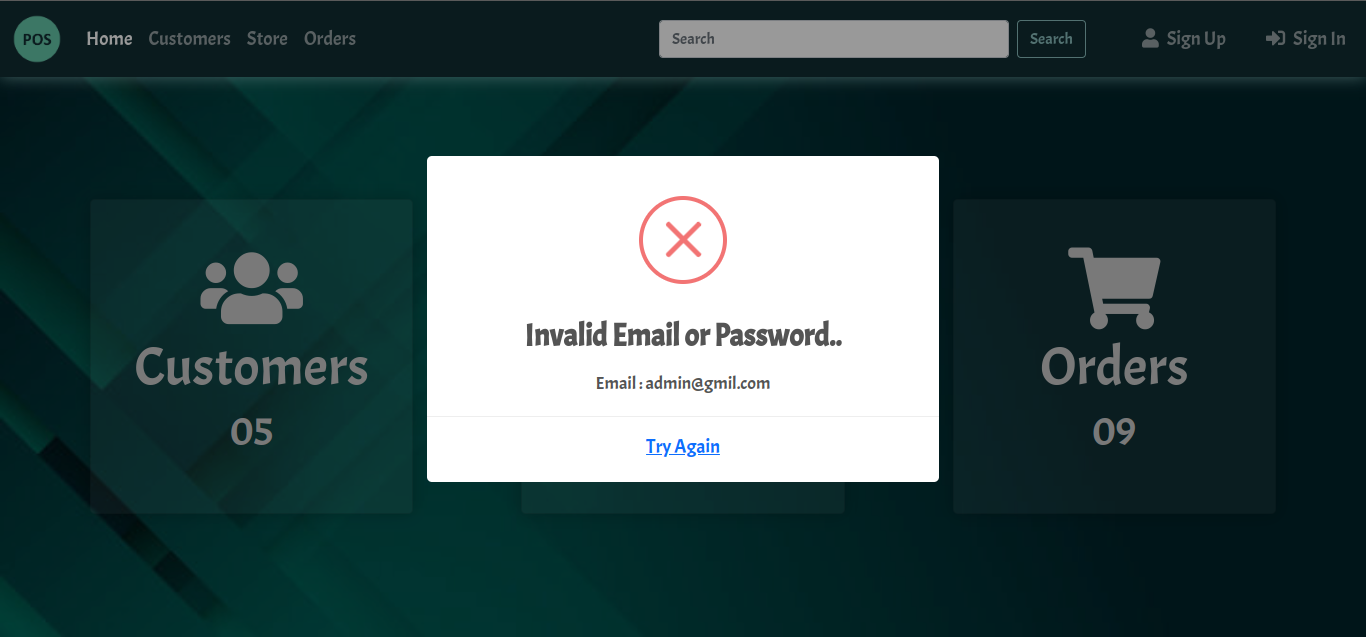 POS Home Customers Store Orders Search Search Sign Up Sign In
Invalid Email or Password..
Email : admin@gmil.com
Try Again
Customers
05
Orders
09